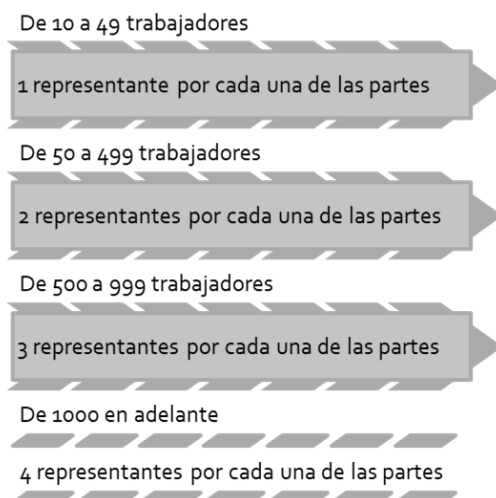 De 10 a 49 trabajadores
1 representante por cada una de las partes
De 50 a 499 trabajadores
2 representantes por cada una de las partes
De 500 a 999 trabajadores
3 representantes por cada una de las partes
De 1000 en adelante
4 representantes por cada una de las partes